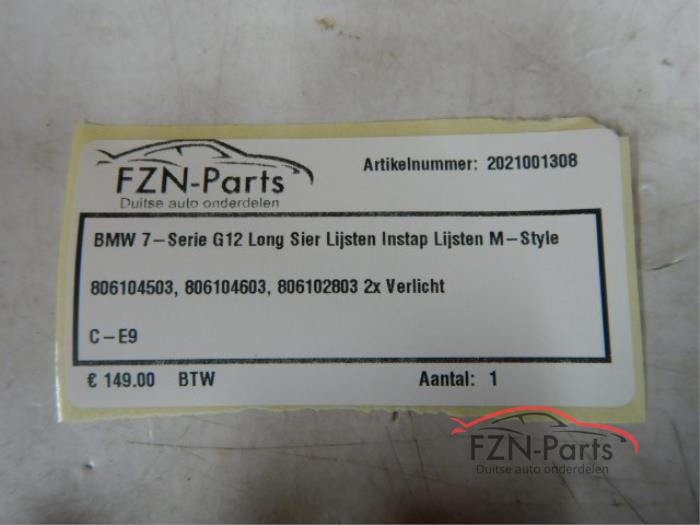 FZN-Parts
Duitse auto onderdelen
Artikelnummer: 2021001308
BMW 7-Serie G12 Long Sier Lijsten Instap Lijsten M-Style
806104503, 806104603, 806102803 2x Verlicht
C-E9
€ 149.00 BTW
Aantal: 1
FZN-Parts
Duitse auto onderdelen